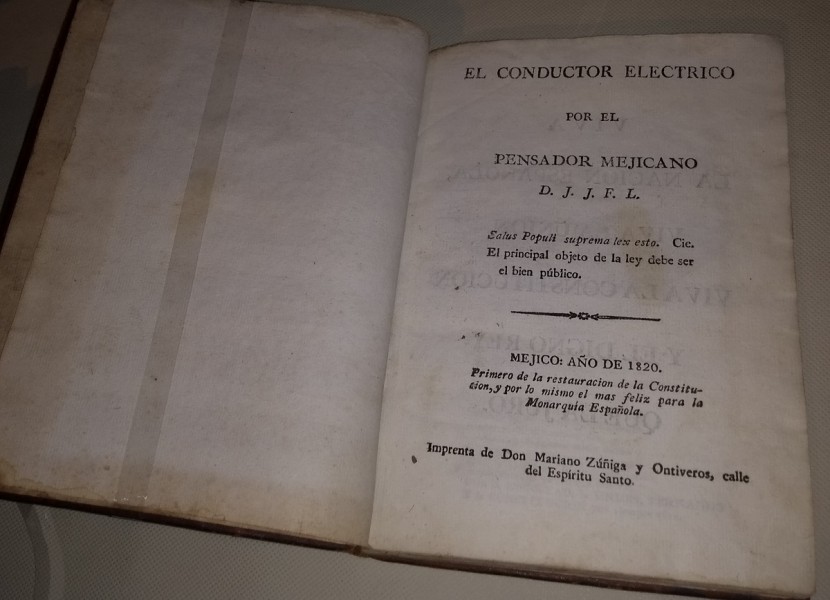 EL CONDUCTOR ELECTRICO
POR EL
PENSADOR MEJICANO
D. J. J. F. L.
Salus Populi suprema lex esto. Cic.
El principal objeto de la ley debe ser
el bien público.
MEJICO: AÑO DE 1820.
Primero de la restauracion de la Constitu-
cion, y por lo mismo el mas feliz para la
Monarquía Española.
Imprenta de Don Mariano Zúñiga y Ontiveros, calle
del Espíritu Santo.